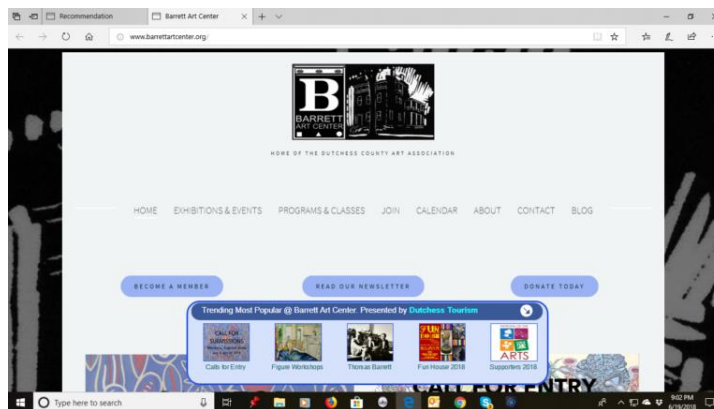 Recommendation
Barrett Art Center
www.barrettartcenter.org/
B
BARRETT
ART CENTER
HOME OF THE DUTCHESS COUNTY ART ASSOCIATION
HOME EXHIBITIONS & EVENTS PROGRAMS & CLASSES JOIN CALENDAR ABOUT CONTACT BLOG
BECOME A MEMBER READ OUR NEWSLETTER DONATE TODAY
Trending Most Popular @ Barrett Art Center. Presented by Dutchess Tourism
CALL FOR
SUBMISSIONS
FUN
ARTS
Calls for Entry Figure Workshops Thomas Barrett Fun House 2018 Supporters 2018
CALL FOR ENTRY
Type here to search
9:02 PM
6/19/2018